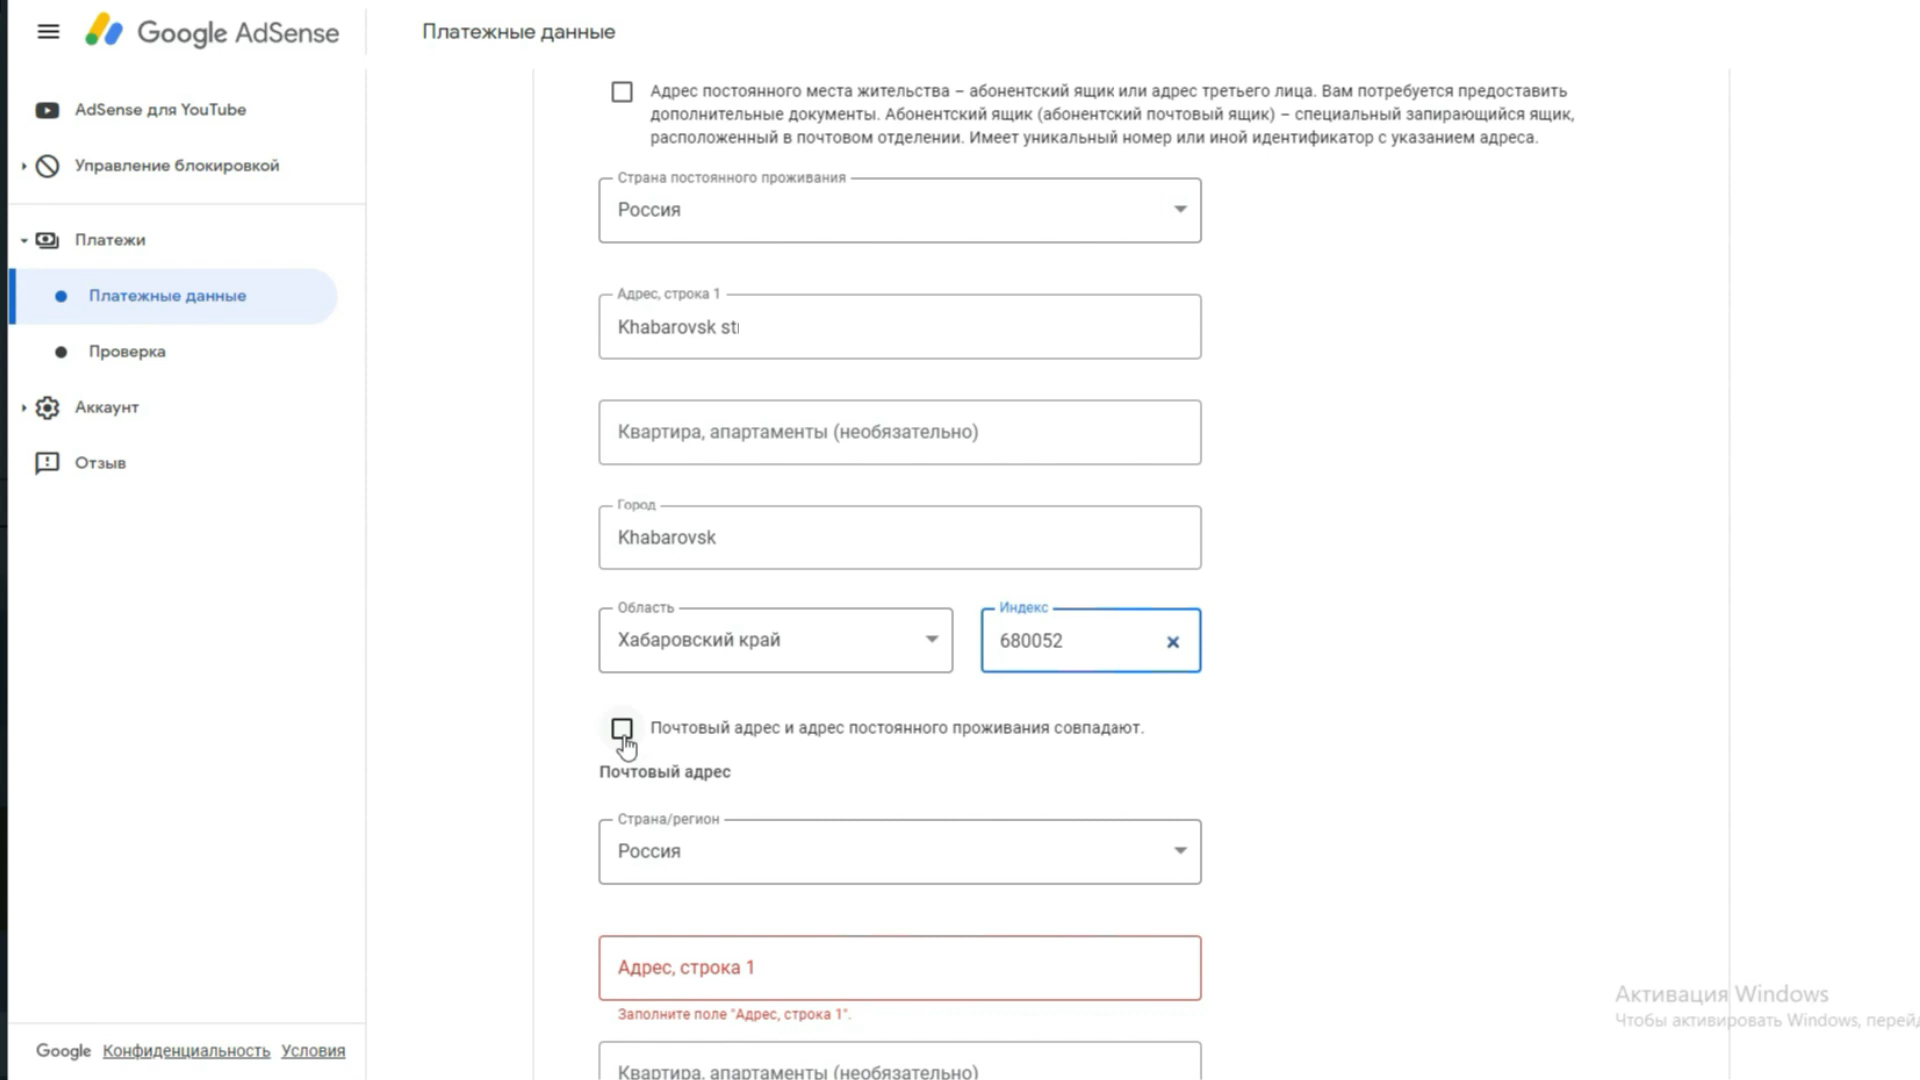 Google AdSense
Платежные данные
AdSense для YouTube
Управление блокировкой
Платежи
Платежные данные
Проверка
Аккаунт
Отзыв
Адрес постоянного места жительства – абонентский ящик или адрес третьего лица. Вам потребуется предоставить
дополнительные документы. Абонентский ящик (абонентский почтовый ящик) – специальный запирающийся ящик,
расположенный в почтовом отделении. Имеет уникальный номер или иной идентификатор с указанием адреса.
Страна постоянного проживания
Россия
Адрес, строка 1
Khabarovsk st
Квартира, апартаменты (необязательно)
Город
Khabarovsk
Область
Хабаровский край
Индекс
680052
Почтовый адрес и адрес постоянного проживания совпадают.
Почтовый адрес
Страна/регион
Россия
Адрес, строка 1
Заполните поле "Адрес, строка 1".
Квартира, апартаменты (необязательно)
Активация Windows
Чтобы активировать Windows,
Google Конфиденциальность Условия